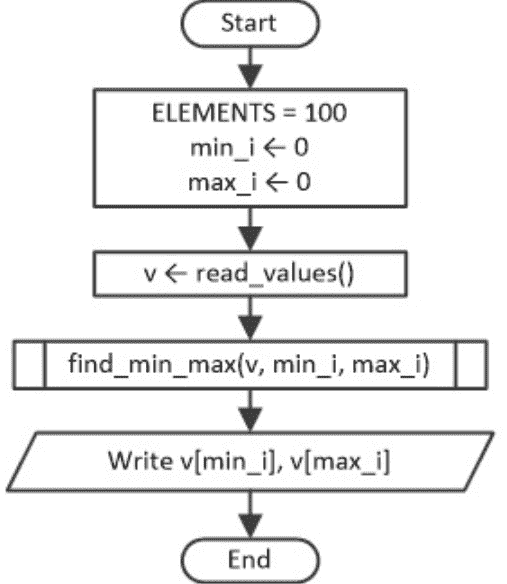 Start
ELEMENTS = 100
min_i ← 0
max_i ← 0
v ← read_values()
find_min_max(v, min_i, max_i)
Write v[min_i], v[max_i]
End